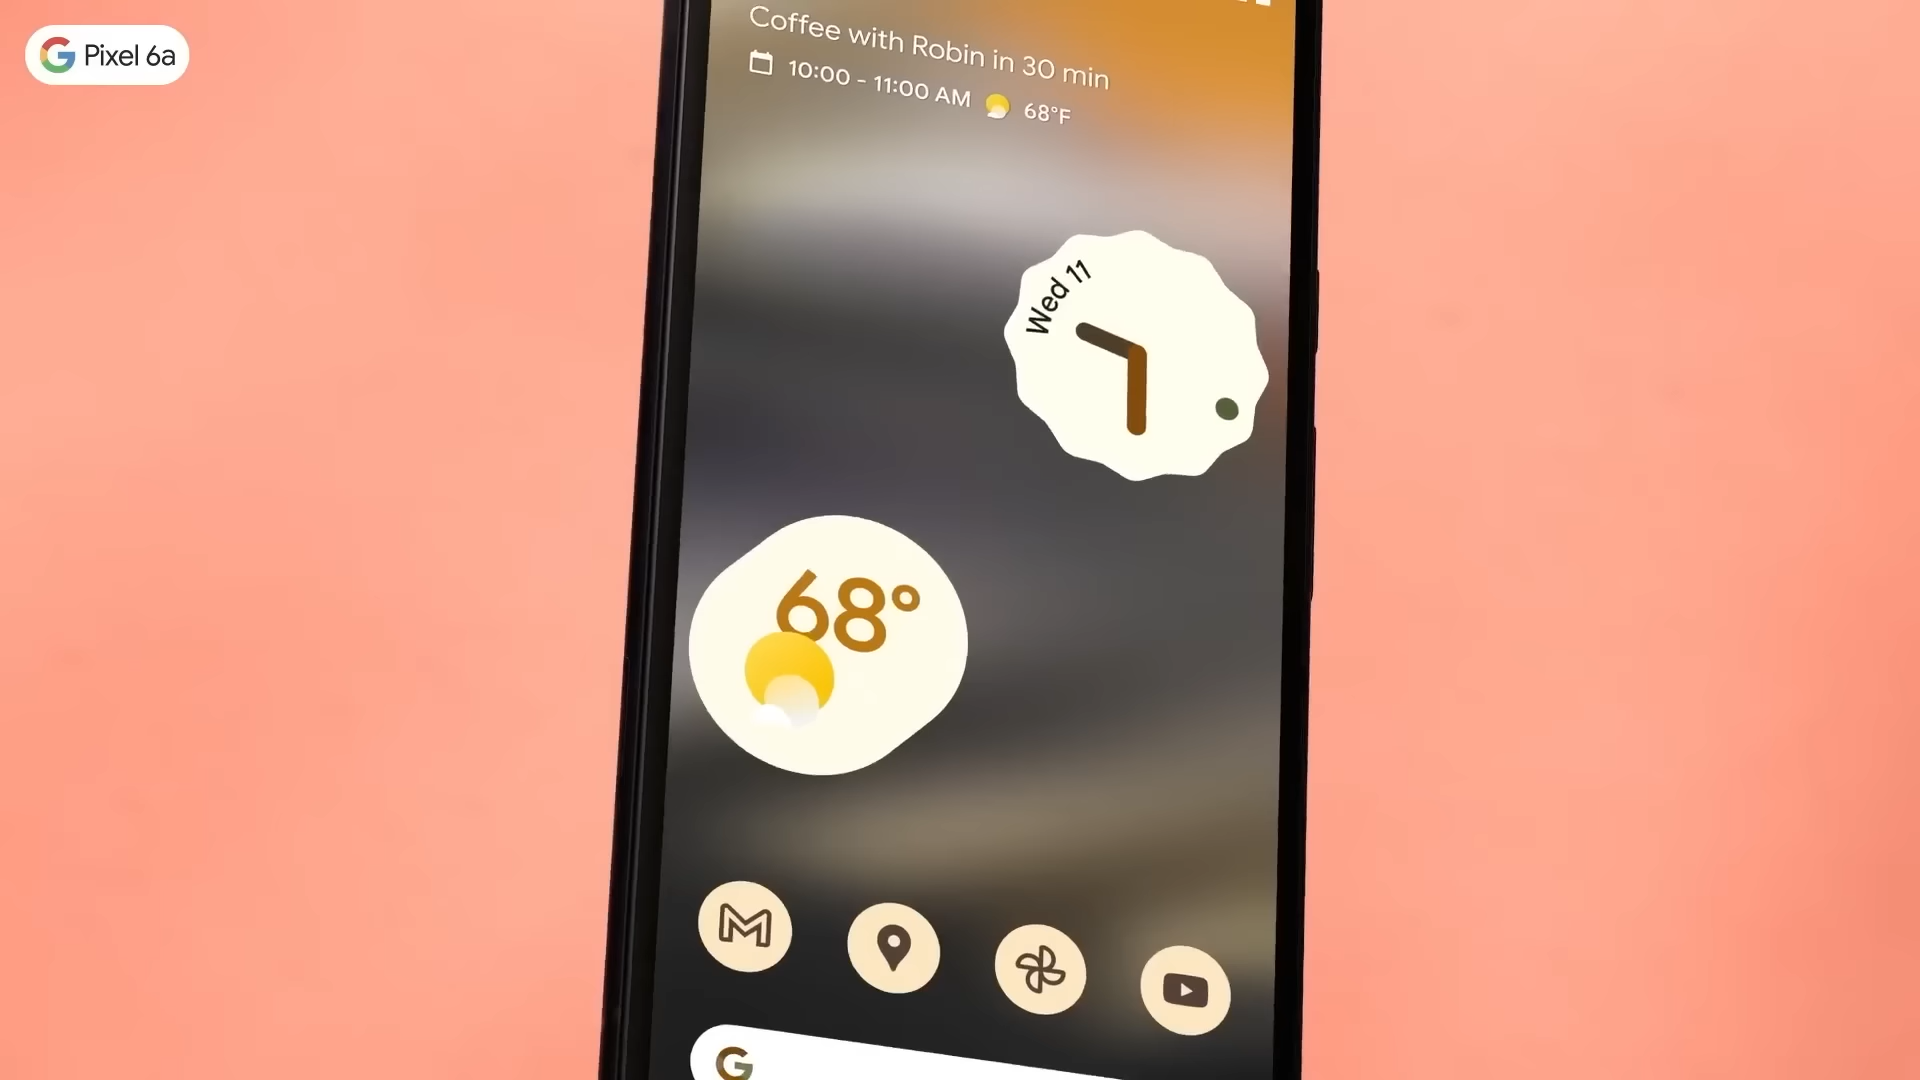 Pixel 6a
Coffee with Robin in 30 min
10:00 - 11:00 AM 68°F
Wed 11
68°